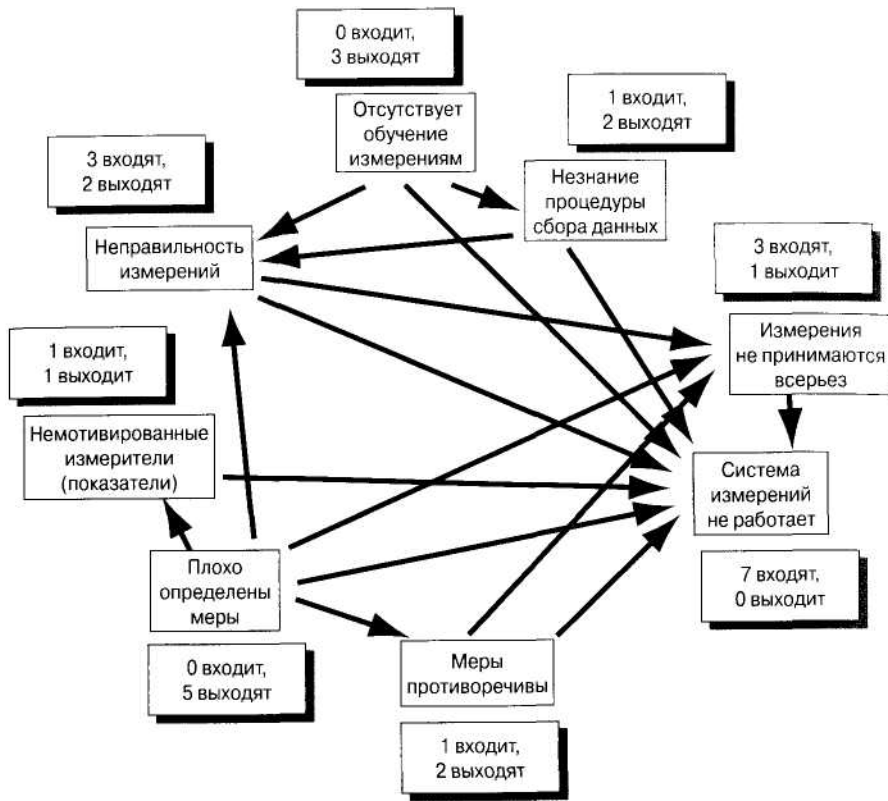 0 входит,
3 выходят
Отсутствует
обучение
измерениям
1 входит,
2 выходят
Незнание
процедуры
сбора данных
3 входят,
2 выходят
Неправильность
измерений
3 входят,
1 выходит
Измерения
не принимаются
всерьез
1 входит,
1 выходит
Немотивированные
измерители
(показатели)
Система
измерений
не работает
7 входят,
0 выходит
Плохо
определены
меры
0 входит,
5 выходят
Меры
противоречивы
1 входит,
2 выходят